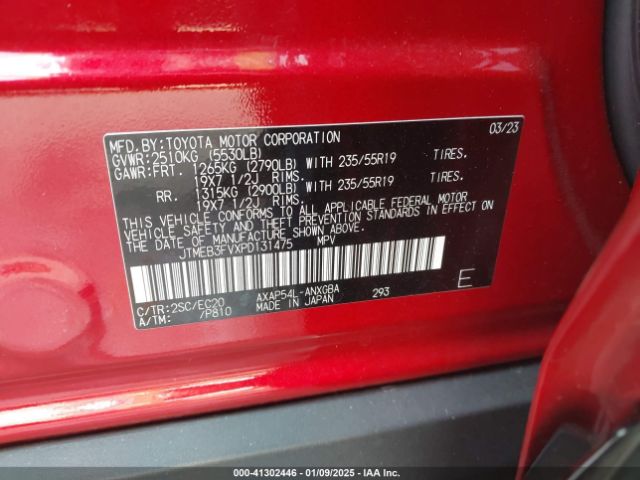 MFD.BY:TOYOTA MOTOR CORPORATION 03/23
GVWR:2510KG (5530LB)
GAWR:FRT. 1265KG (2790LB) WITH 235/55R19 TIRES.
19X7 1/2J RIMS.
RR. 1315KG (2900LB) WITH 235/55R19 TIRES.
19X7 1/2J RIMS.
THIS VEHICLE CONFORMS TO ALL APPLICABLE FEDERAL MOTOR
VEHICLE SAFETY AND THEFT PREVENTION STANDARDS IN EFFECT
ON THE DATE OF MANUFACTURE SHOWN ABOVE.
JTMEB3FVXPD131475 MPV
C/TR:2SC/EC20 AXAP54L-ANXGBA 293 E
A/TM: /P810 MADE IN JAPAN
000-41302446 - 01/09/2025 - IAA Inc.